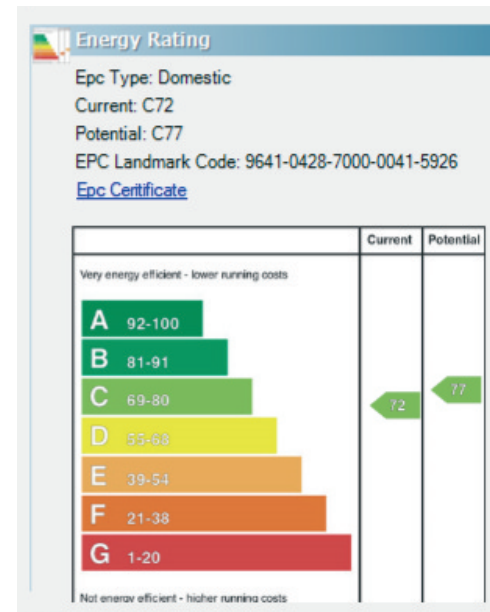 Energy Rating
Epc Type: Domestic
Current: C72
Potential: C77
EPC Landmark Code: 9641-0428-7000-0041-5926
Epc Ceritificate
Current Potential
Very energy efficient - lower running costs
A 92-100
B 81-91
C 69-80
72
77
D 55-68
E 39-54
F 21-38
G 1-20
Not energy efficient - higher running costs